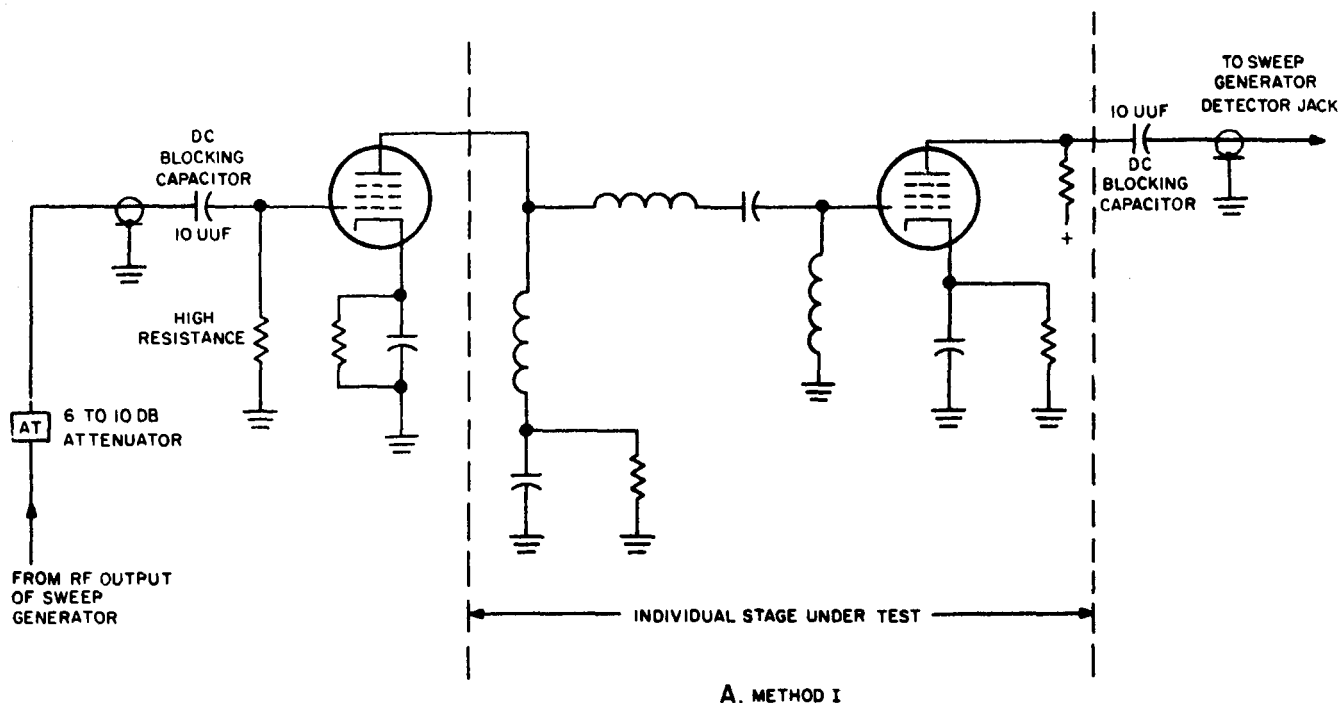 TO SWEEP
GENERATOR
DETECTOR JACK
DC
BLOCKING
CAPACITOR
10 UUF
10 UUF
DC
BLOCKING
CAPACITOR
+
HIGH
RESISTANCE
AT
6 TO 10 DB
ATTENUATOR
FROM RF OUTPUT
OF SWEEP
GENERATOR
INDIVIDUAL STAGE UNDER TEST
A. METHOD I